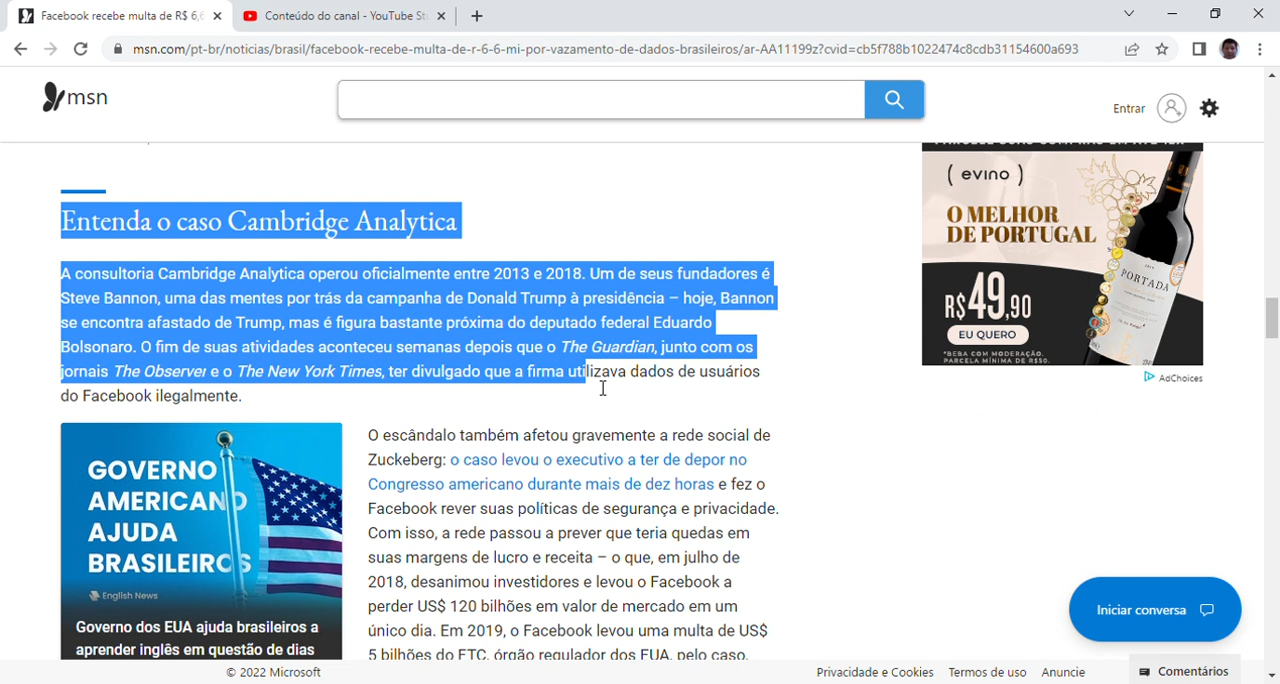 Facebook recebe multa de R$ 6,6
Conteúdo do canal - YouTube St
msn.com/pt-br/noticias/brasil/facebook-recebe-multa-de-r-6-6-mi-por-vazamento-de-dados-brasileiros/ar-AA11199z?cvid=cb5f788b1022474c8cdb31154600a693
msn
Entrar
Entenda o caso Cambridge Analytica
A consultoria Cambridge Analytica operou oficialmente entre 2013 e 2018. Um de seus fundadores é
Steve Bannon, uma das mentes por trás da campanha de Donald Trump à presidência – hoje, Bannon
se encontra afastado de Trump, mas é figura bastante próxima do deputado federal Eduardo
Bolsonaro. O fim de suas atividades aconteceu semanas depois que o The Guardian, junto com os
jornais The Observer e o The New York Times, ter divulgado que a firma utilizava dados de usuários
do Facebook ilegalmente.
GOVERNO
AMERICANO
AJUDA
BRASILEIROS
English News
Governo dos EUA ajuda brasileiros a
aprender inglês em questão de dias
O escândalo também afetou gravemente a rede social de
Zuckeberg: o caso levou o executivo a ter de depor no
Congresso americano durante mais de dez horas e fez o
Facebook rever suas políticas de segurança e privacidade.
Com isso, a rede passou a prever que teria quedas em
suas margens de lucro e receita – o que, em julho de
2018, desanimou investidores e levou o Facebook a
perder US$ 120 bilhões em valor de mercado em um
único dia. Em 2019, o Facebook levou uma multa de US$
5 bilhões do FTC, órgão regulador dos EUA, pelo caso.
( evino )
O MELHOR
DE PORTUGAL
R$49,90
EU QUERO
*BEBA COM MODERAÇÃO.
PARCELA MÍNIMA DE R$50.
PORTADA
AdChoices
Iniciar conversa
© 2022 Microsoft
Privacidade e Cookies
Termos de uso
Anuncie
Comentários